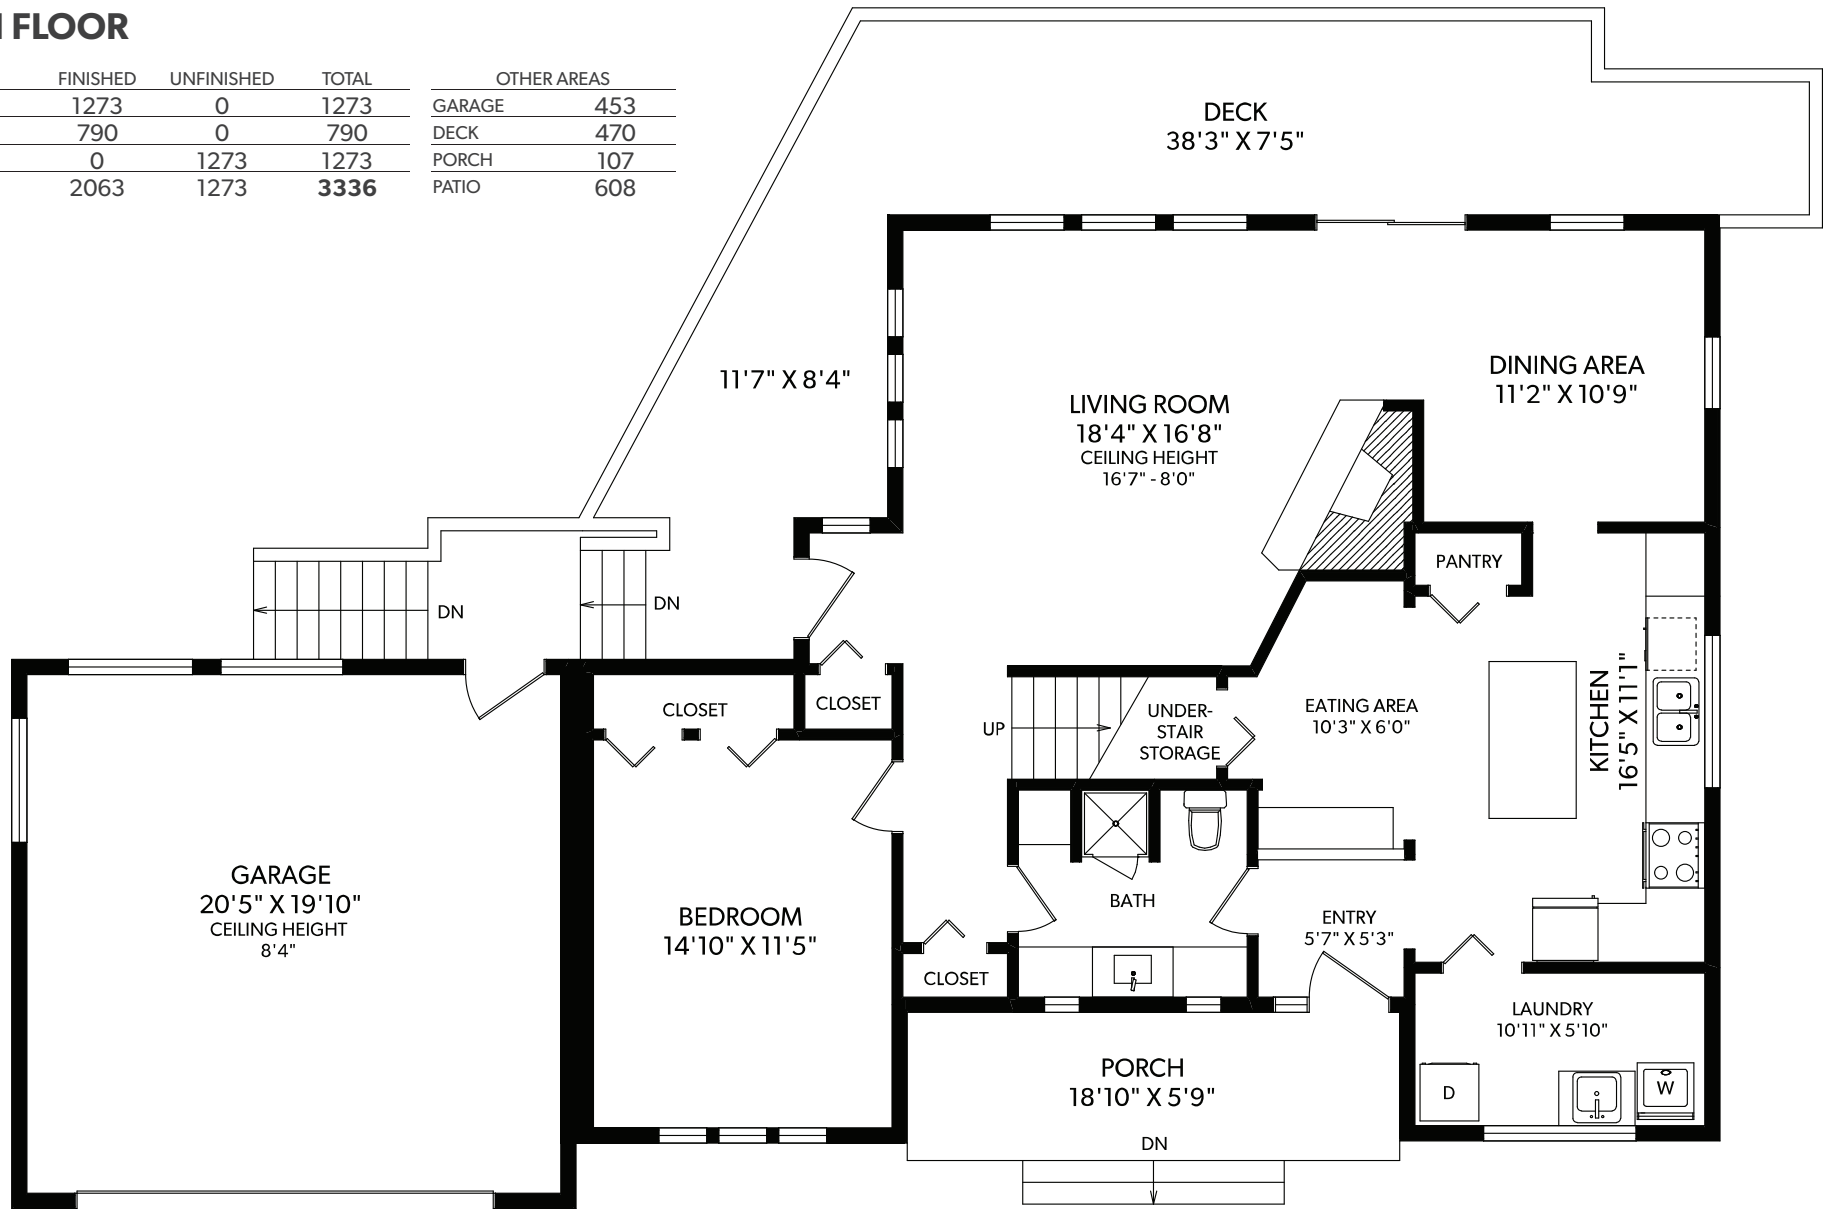 FLOOR
FINISHED UNFINISHED TOTAL
1273 0 1273
790 0 790
0 1273 1273
2063 1273 3336
OTHER AREAS
GARAGE 453
DECK 470
PORCH 107
PATIO 608
DECK
38'3" X 7'5"
11'7" X 8'4"
LIVING ROOM
18'4" X 16'8"
CEILING HEIGHT
16'7" - 8'0"
DINING AREA
11'2" X 10'9"
PANTRY
DN
DN
CLOSET
CLOSET
UP
UNDER-
STAIR
STORAGE
EATING AREA
10'3" X 6'0"
KITCHEN
16'5" X 11'1"
GARAGE
20'5" X 19'10"
CEILING HEIGHT
8'4"
BEDROOM
14'10" X 11'5"
BATH
ENTRY
5'7" X 5'3"
CLOSET
LAUNDRY
10'11" X 5'10"
D
W
PORCH
18'10" X 5'9"
DN